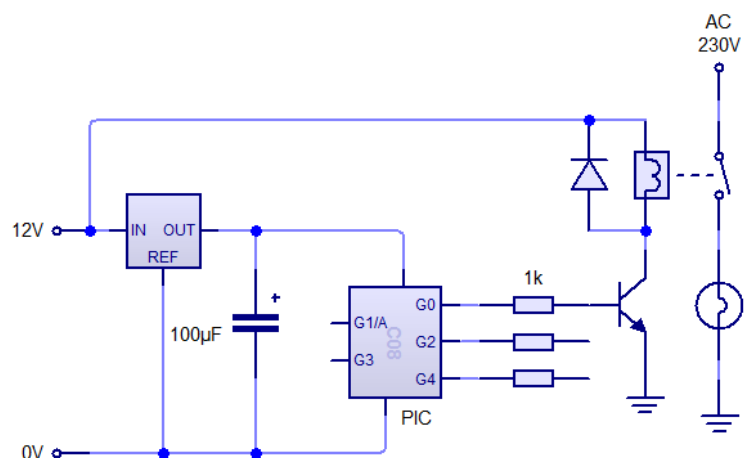 AC
230V
12V
IN OUT
REF
1k
G0
G1/A
100µF
C08
G2
G3
G4
PIC
0V
+